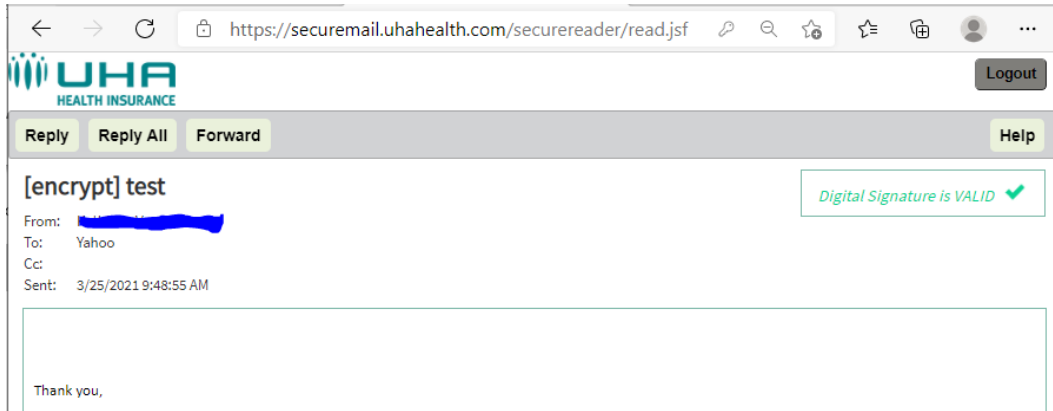 https://securemail.uhahealth.com/securereader/read.jsf
UHA
HEALTH INSURANCE
Logout
Reply Reply All Forward Help
[encrypt] test
Digital Signature is VALID
From:
To: Yahoo
Cc:
Sent: 3/25/2021 9:48:55 AM
Thank you,